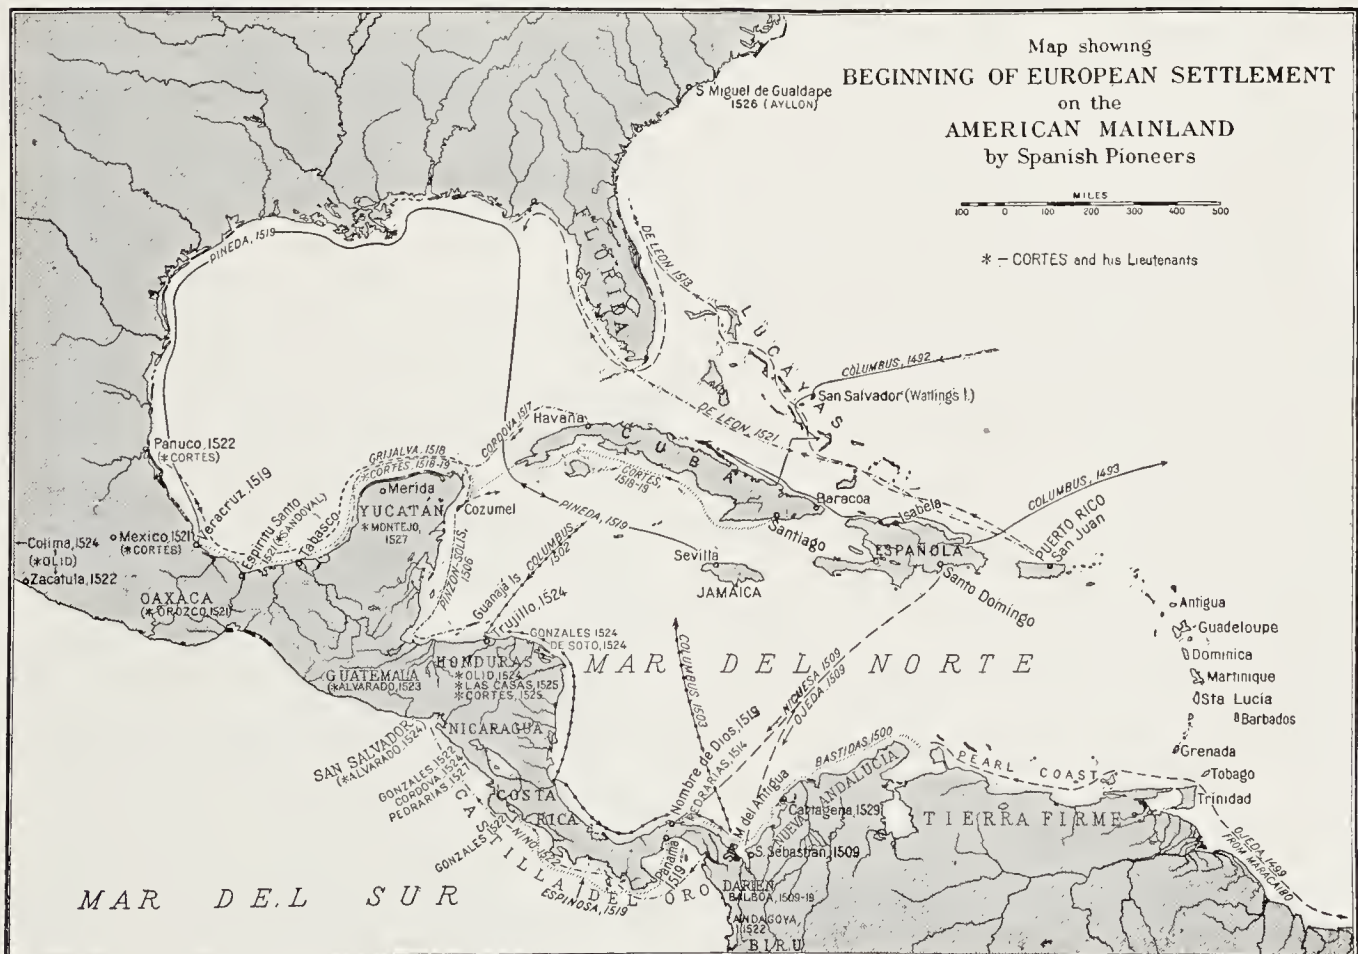 Map showing
BEGINNING OF EUROPEAN SETTLEMENT
on the
AMERICAN MAINLAND
by Spanish Pioneers
MILES
100 0 100 200 300 400 500
* – CORTES and his Lieutenants
S. Miguel de Gualdape
1526 (AYLLON)
PINEDA, 1519
FLORIDA
DE LEON, 1513
LUCAYAS
COLUMBUS, 1492
San Salvador (Watlings I.)
DE LEON, 1521
CORDOVA, 1517
Havana
CUBA
Panuco, 1522
(*CORTES)
GRIJALVA, 1518
*CORTES, 1518-19
Merida
YUCATÁN
*MONTEJO,
1527
Cozumel
CORTES,
1518-19
PINEDA, 1519
Baracoa
Isabela
COLUMBUS, 1493
Santiago
ESPAÑOLA
PUERTO RICO
San Juan
Santo Domingo
Veracruz, 1519
Espiritu Santo
1521 (*SANDOVAL)
Tabasco
Mexico, 1521
(*CORTES)
Colima, 1524
(*OLID)
Zacatula, 1522
OAXACA
(*OROZCO, 1521)
PINZON-SOLIS,
1506
COLUMBUS
1502
Guanaja Is
Trujillo, 1524
Sevilla
JAMAICA
GONZALES 1524
DE SOTO, 1524
HONDURAS
*OLID, 1524
*LAS CASAS, 1525
*CORTES, 1525
GUATEMALA
(*ALVARADO, 1523
MAR DEL NORTE
COLUMBUS 1503
NICUESA 1509
OJEDA, 1509
Antigua
Guadeloupe
Dominica
Martinique
Sta Lucia
Barbados
Grenada
Tobago
Trinidad
NICARAGUA
SAN SALVADOR
(*ALVARADO, 1524)
GONZALES, 1522
CORDOVA, 1524
PEDRARIAS, 1527
COSTA
RICA
GONZALES, 1522
NINO, 1522
CASTILLA DEL ORO
ESPINOSA, 1519
Nombre de Dios, 1519
PEDRARIAS, 1514
Panama
1519
Sta M del Antigua
BASTIDAS, 1500
NUEVA ANDALUCIA
Cartagena, 1529
S. Sebastian, 1509
PEARL COAST
TIERRA FIRME
OJEDA, 1499
FROM MARACAIBO
DARIEN
BALBOA, 1509-19
ANDAGOYA,
1522
BIRU
MAR DEL SUR